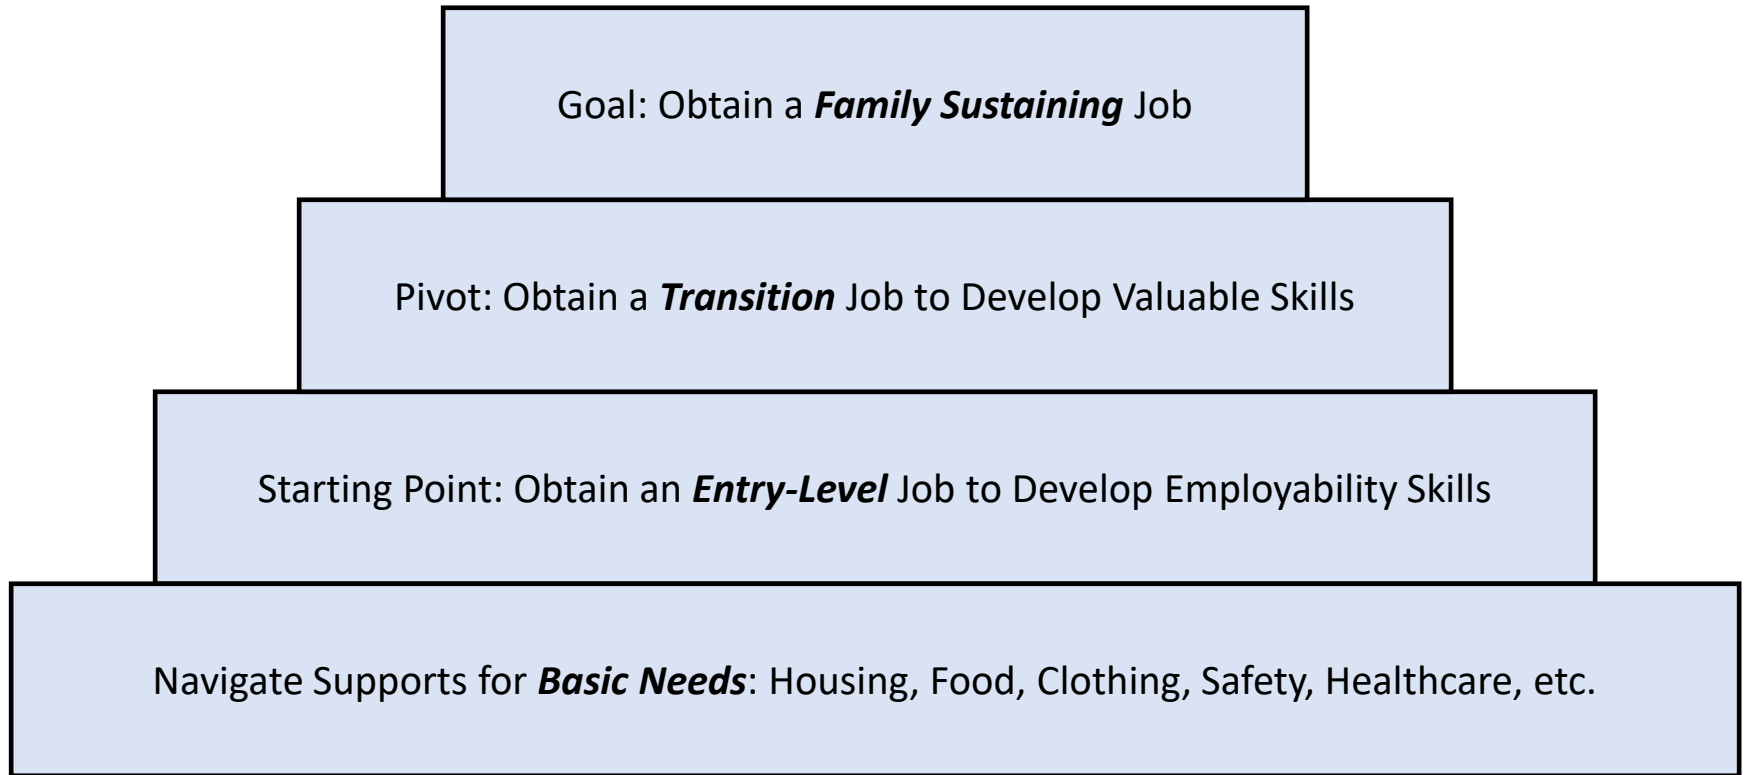 Goal: Obtain a Family Sustaining Job
Pivot: Obtain a Transition Job to Develop Valuable Skills
Starting Point: Obtain an Entry-Level Job to Develop Employability Skills
Navigate Supports for Basic Needs: Housing, Food, Clothing, Safety, Healthcare, etc.